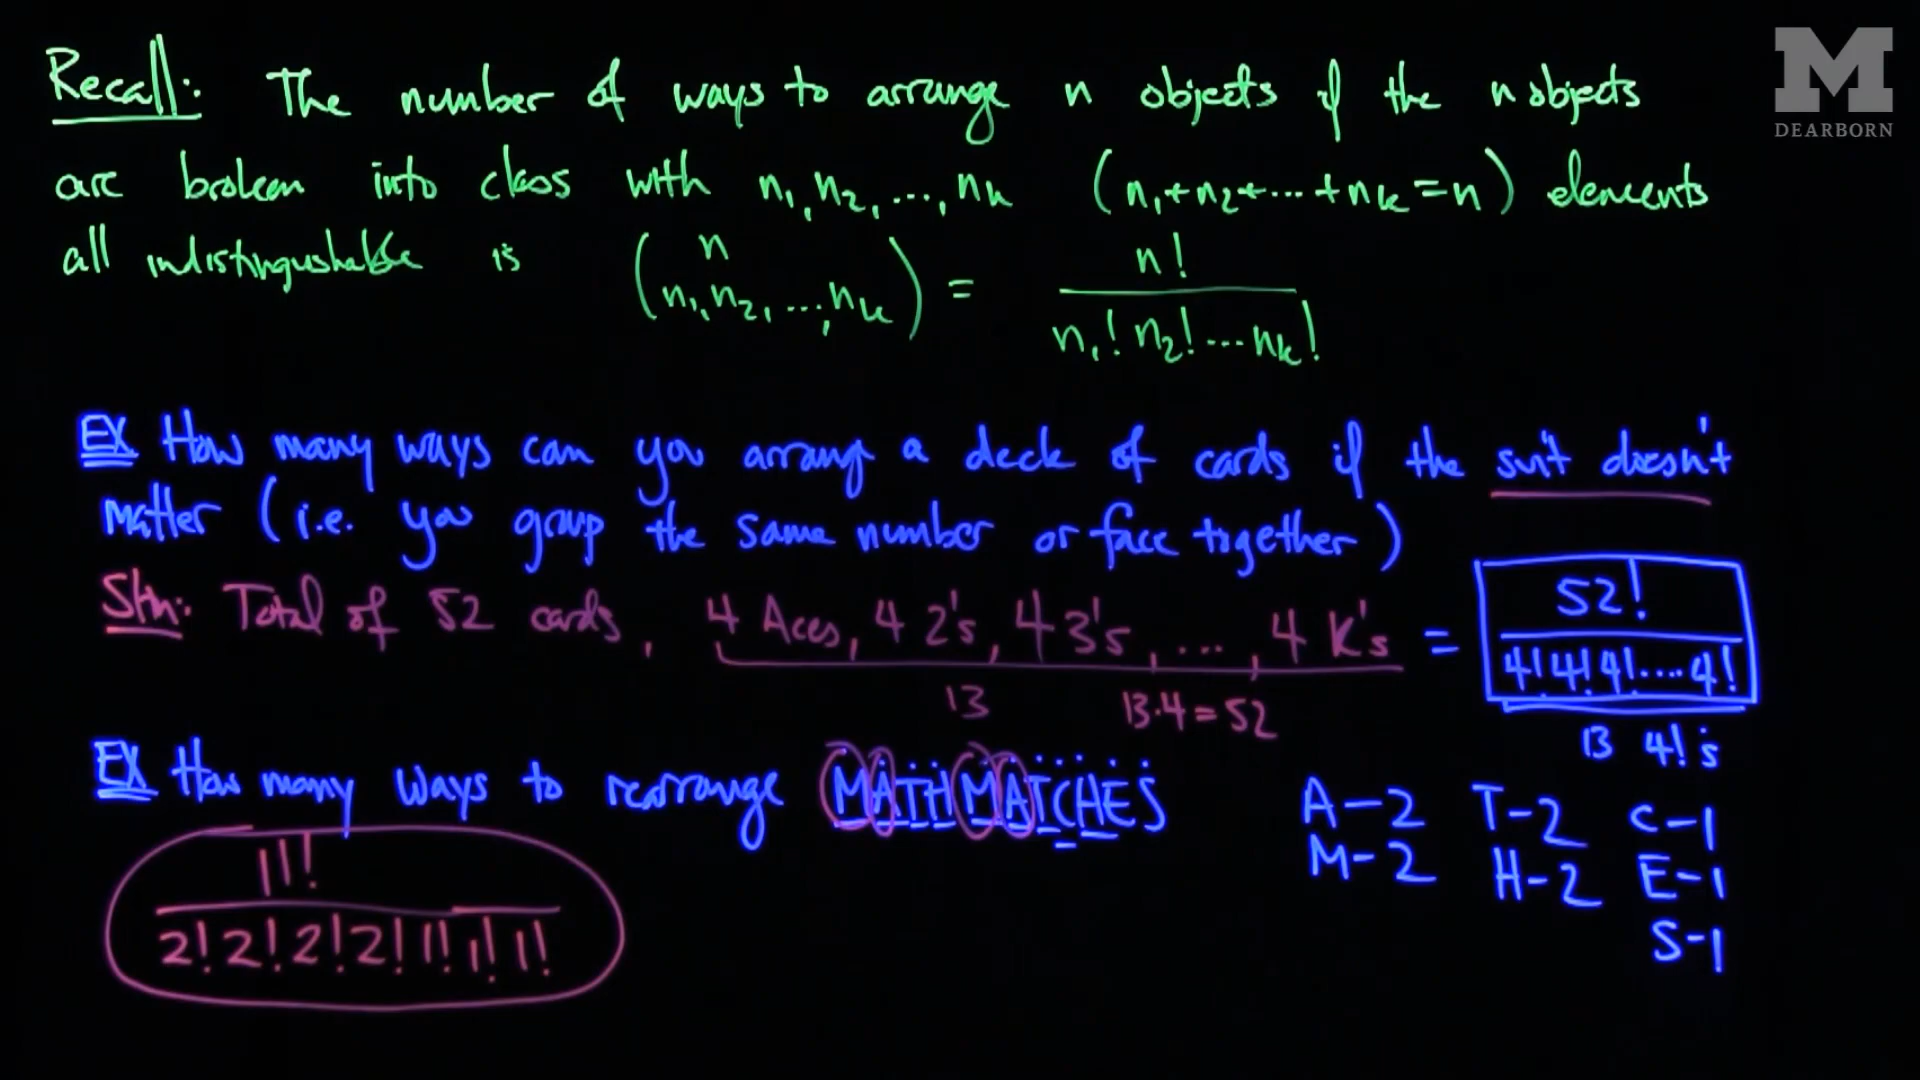 Recall: The number of ways to arrange n objects if the n objects
are broken into class with n₁, n₂, ..., nₖ (n₁+n₂+...+nₖ=n) elements
all indistinguishable is (n / n₁, n₂, ..., nₖ) = n! / n₁! n₂! ... nₖ!
EX How many ways can you arrang a deck of cards if the suit doesn't
matter (i.e. you group the same number or face together)
Stn: Total of 52 cards, 4 Aces, 4 2's, 4 3's, ..., 4 K's = 52! / 4! 4! 4! .... 4!
13 13·4=52 13 4!'s
EX How many ways to rearrange MATHMATCHES
11! / 2! 2! 2! 2! 1! 1! 1!
A-2 T-2 C-1
M-2 H-2 E-1
S-1
M
DEARBORN